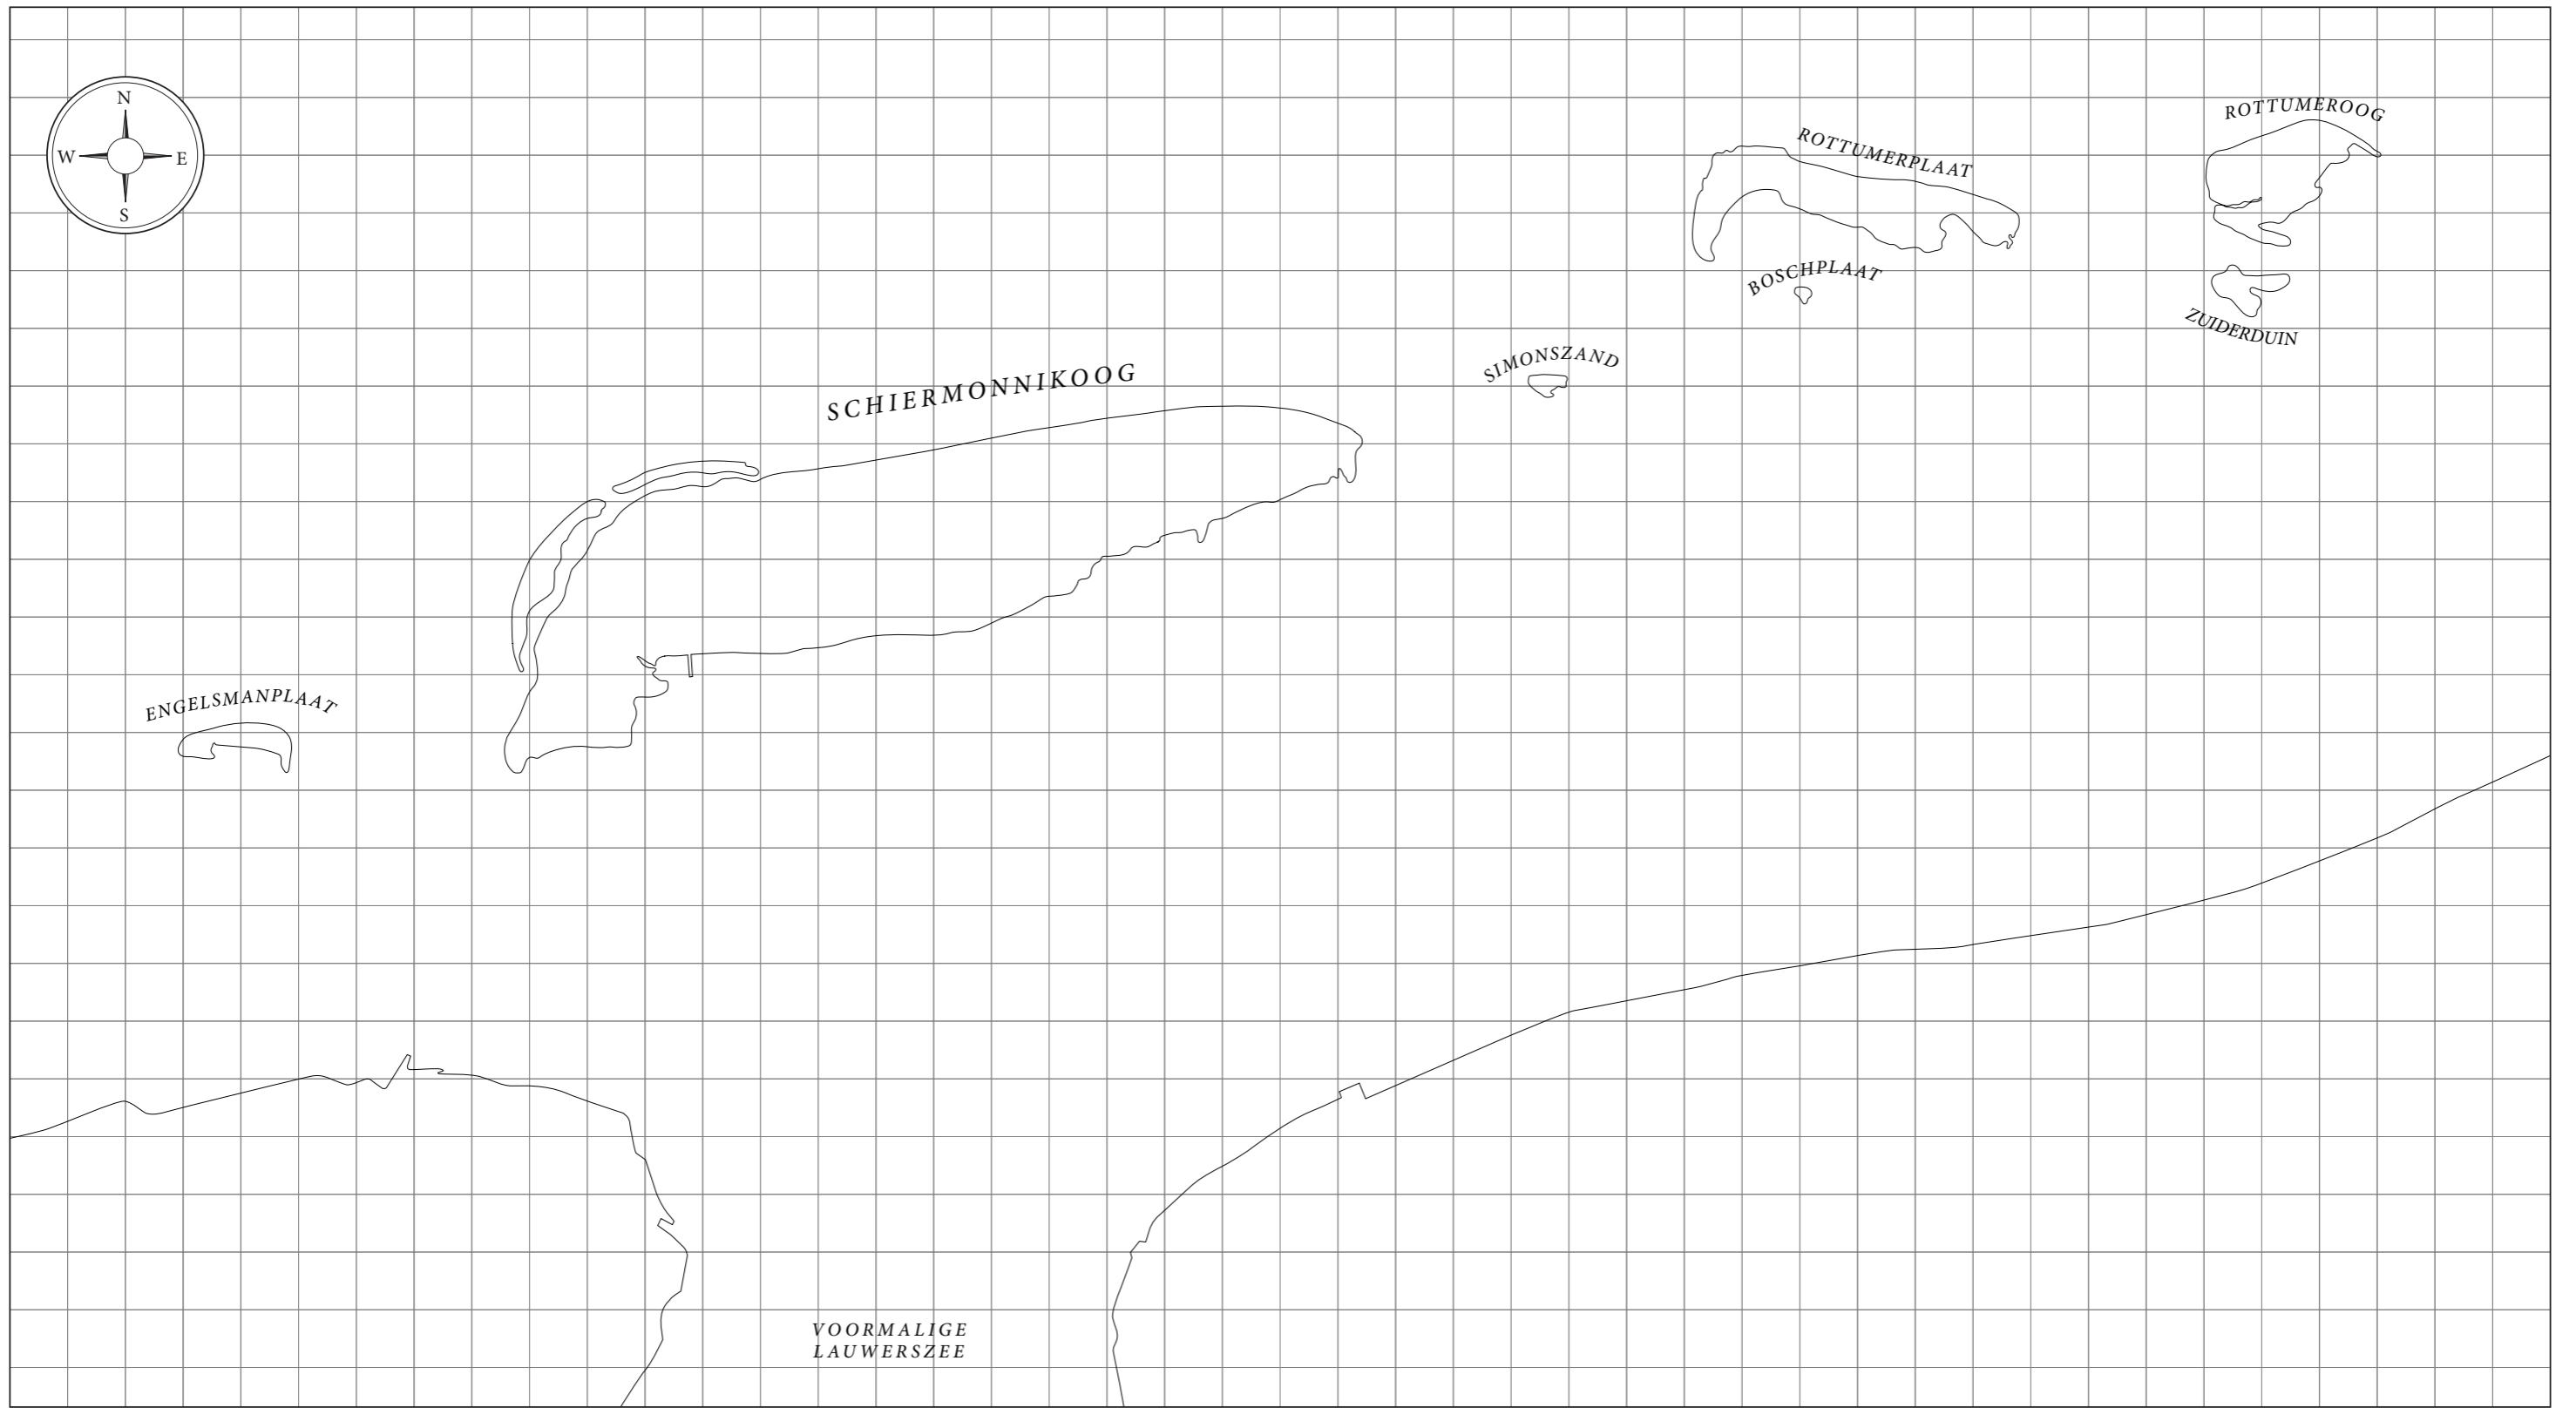 N
W E
S
ROTTUMEROOG
ROTTUMERPLAAT
BOSCHPLAAT
ZUIDERDUIN
SIMONSZAND
SCHIERMONNIKOOG
ENGELSMANPLAAT
VOORMALIGE
LAUWERSZEE